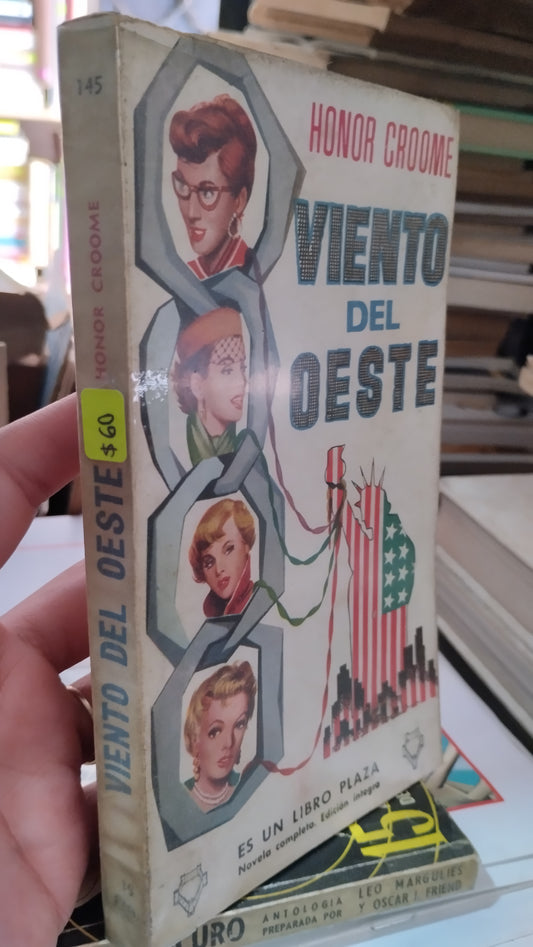 145
HONOR CROOME
$60
VIENTO DEL OESTE
HONOR CROOME
VIENTO
DEL
OESTE
ES UN LIBRO PLAZA
Novela completa. Edición íntegra
15
ANTOLOGIA
PREPARADA POR
LEO MARGULIES
Y OSCAR J. FRIEND